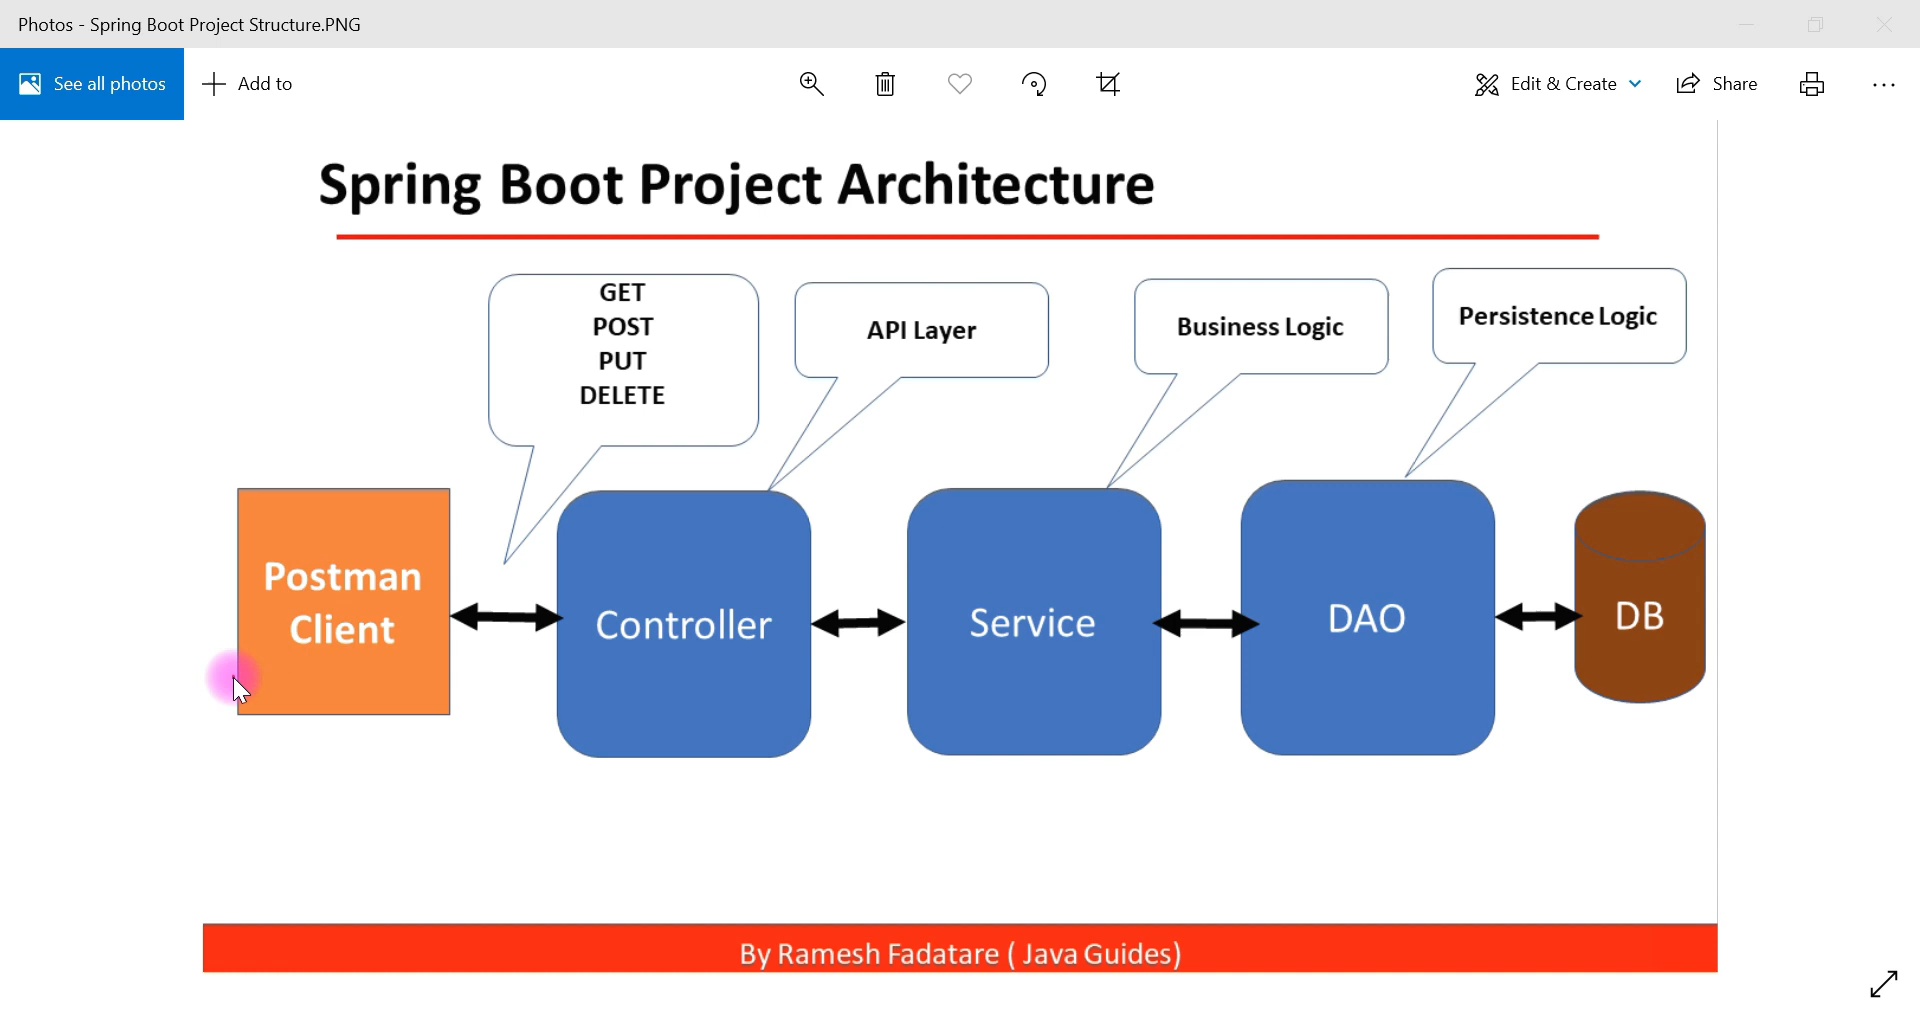 Photos - Spring Boot Project Structure.PNG
See all photos
Add to
Edit & Create
Share
Spring Boot Project Architecture
GET
POST
PUT
DELETE
API Layer
Business Logic
Persistence Logic
Postman
Client
Controller
Service
DAO
DB
By Ramesh Fadatare ( Java Guides)